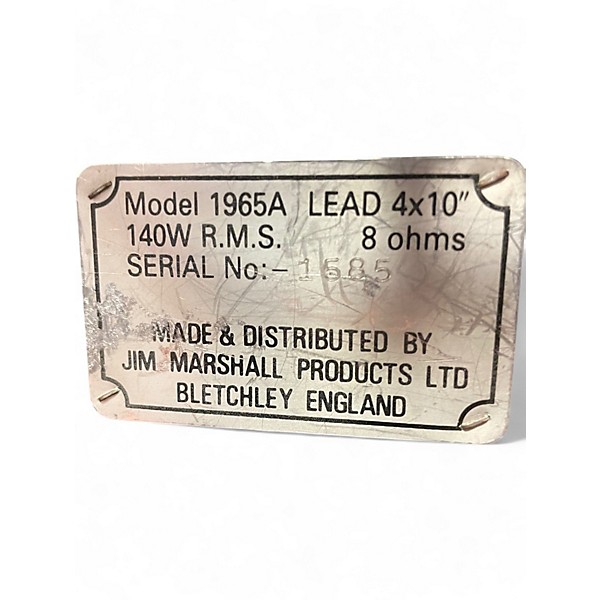 Model 1965A LEAD 4x10"
140W R.M.S. 8 ohms
SERIAL No:- 1685
MADE & DISTRIBUTED BY
JIM MARSHALL PRODUCTS LTD
BLETCHLEY ENGLAND